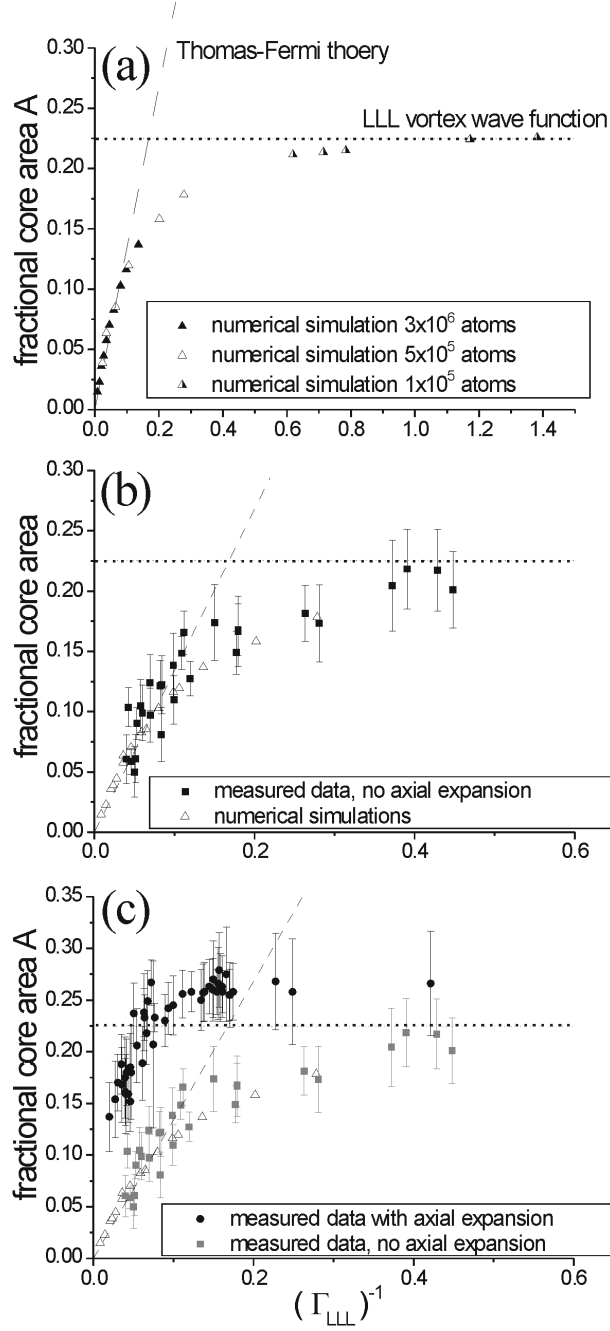 (a)
Thomas-Fermi thoery
LLL vortex wave function
fractional core area A
0.30
0.25
0.20
0.15
0.10
0.05
0.00
0.0 0.2 0.4 0.6 0.8 1.0 1.2 1.4
numerical simulation 3x10⁶ atoms
numerical simulation 5x10⁵ atoms
numerical simulation 1x10⁵ atoms
(b)
fractional core area
0.30
0.25
0.20
0.15
0.10
0.05
0.00
0.0 0.2 0.4 0.6
measured data, no axial expansion
numerical simulations
(c)
fractional core area A
0.35
0.30
0.25
0.20
0.15
0.10
0.05
0.00
0.0 0.2 0.4 0.6
measured data with axial expansion
measured data, no axial expansion
(Γ_LLL)⁻¹